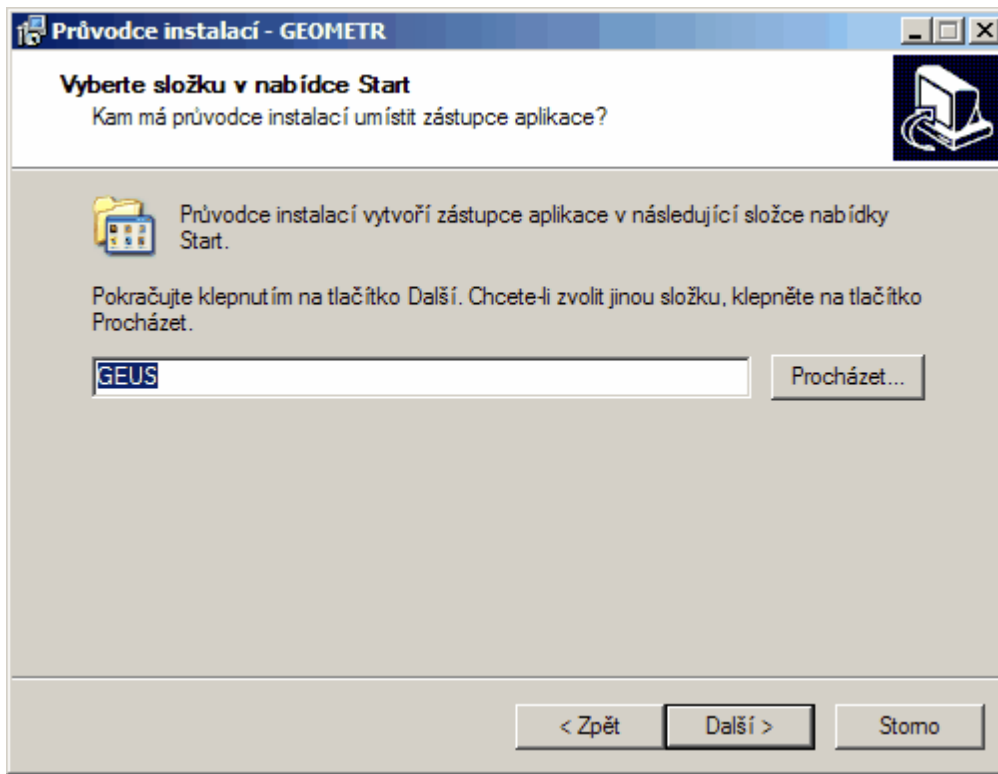 Průvodce instalací - GEOMETR
Vyberte složku v nabídce Start
Kam má průvodce instalací umístit zástupce aplikace?
Průvodce instalací vytvoří zástupce aplikace v následující složce nabídky
Start.
Pokračujte klepnutím na tlačítko Další. Chcete-li zvolit jinou složku, klepněte na tlačítko
Procházet.
GEUS
Procházet...
< Zpět
Další >
Storno